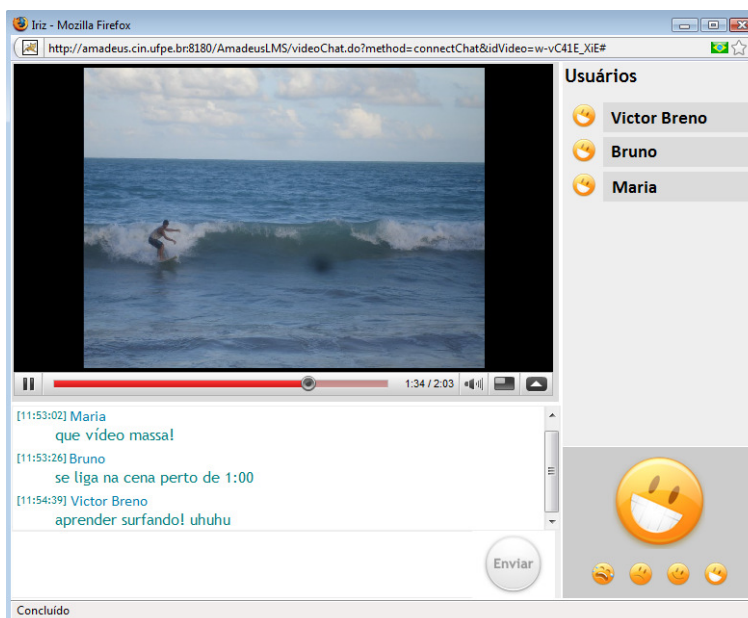 Iriz - Mozilla Firefox
http://amadeus.cin.ufpe.br:8180/AmadeusLMS/videoChat.do?method=connectChat&idVideo=w-vC41E_XiE#
Usuários
Victor Breno
Bruno
Maria
1:34 / 2:03
[11:53:02] Maria
que vídeo massa!
[11:53:26] Bruno
se liga na cena perto de 1:00
[11:54:39] Victor Breno
aprender surfando! uhuhu
Enviar
Concluído